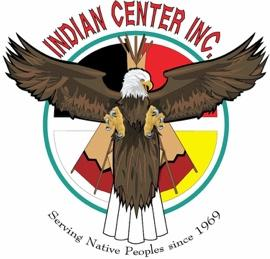 INDIAN CENTER INC.
Serving Native Peoples since 1969